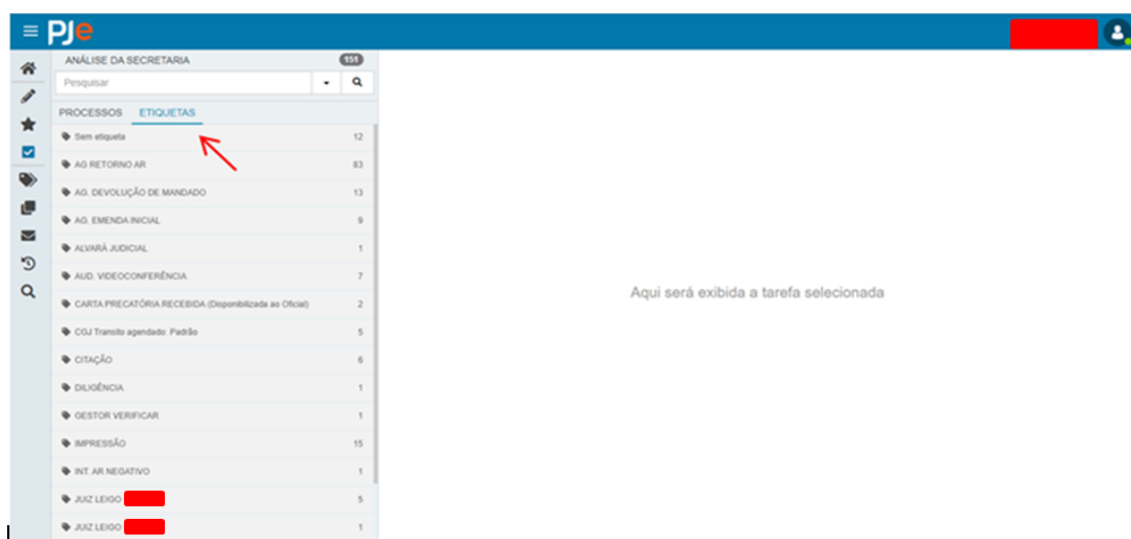 PJe
ANÁLISE DA SECRETARIA 151
Pesquisar
PROCESSOS ETIQUETAS
Sem etiqueta 12
AG RETORNO AR 83
AG. DEVOLUÇÃO DE MANDADO 13
AG. EMENDA INICIAL 9
ALVARÁ JUDICIAL 1
AUD. VIDEOCONFERÊNCIA 7
CARTA PRECATÓRIA RECEBIDA (Disponibilizada ao Oficial) 2
CGJ Transito agendado: Padrão 5
CITAÇÃO 6
DILIGÊNCIA 1
GESTOR VERIFICAR 1
IMPRESSÃO 15
INT. AR NEGATIVO 1
JUIZ LEIGO 5
JUIZ LEIGO 1
Aqui será exibida a tarefa selecionada